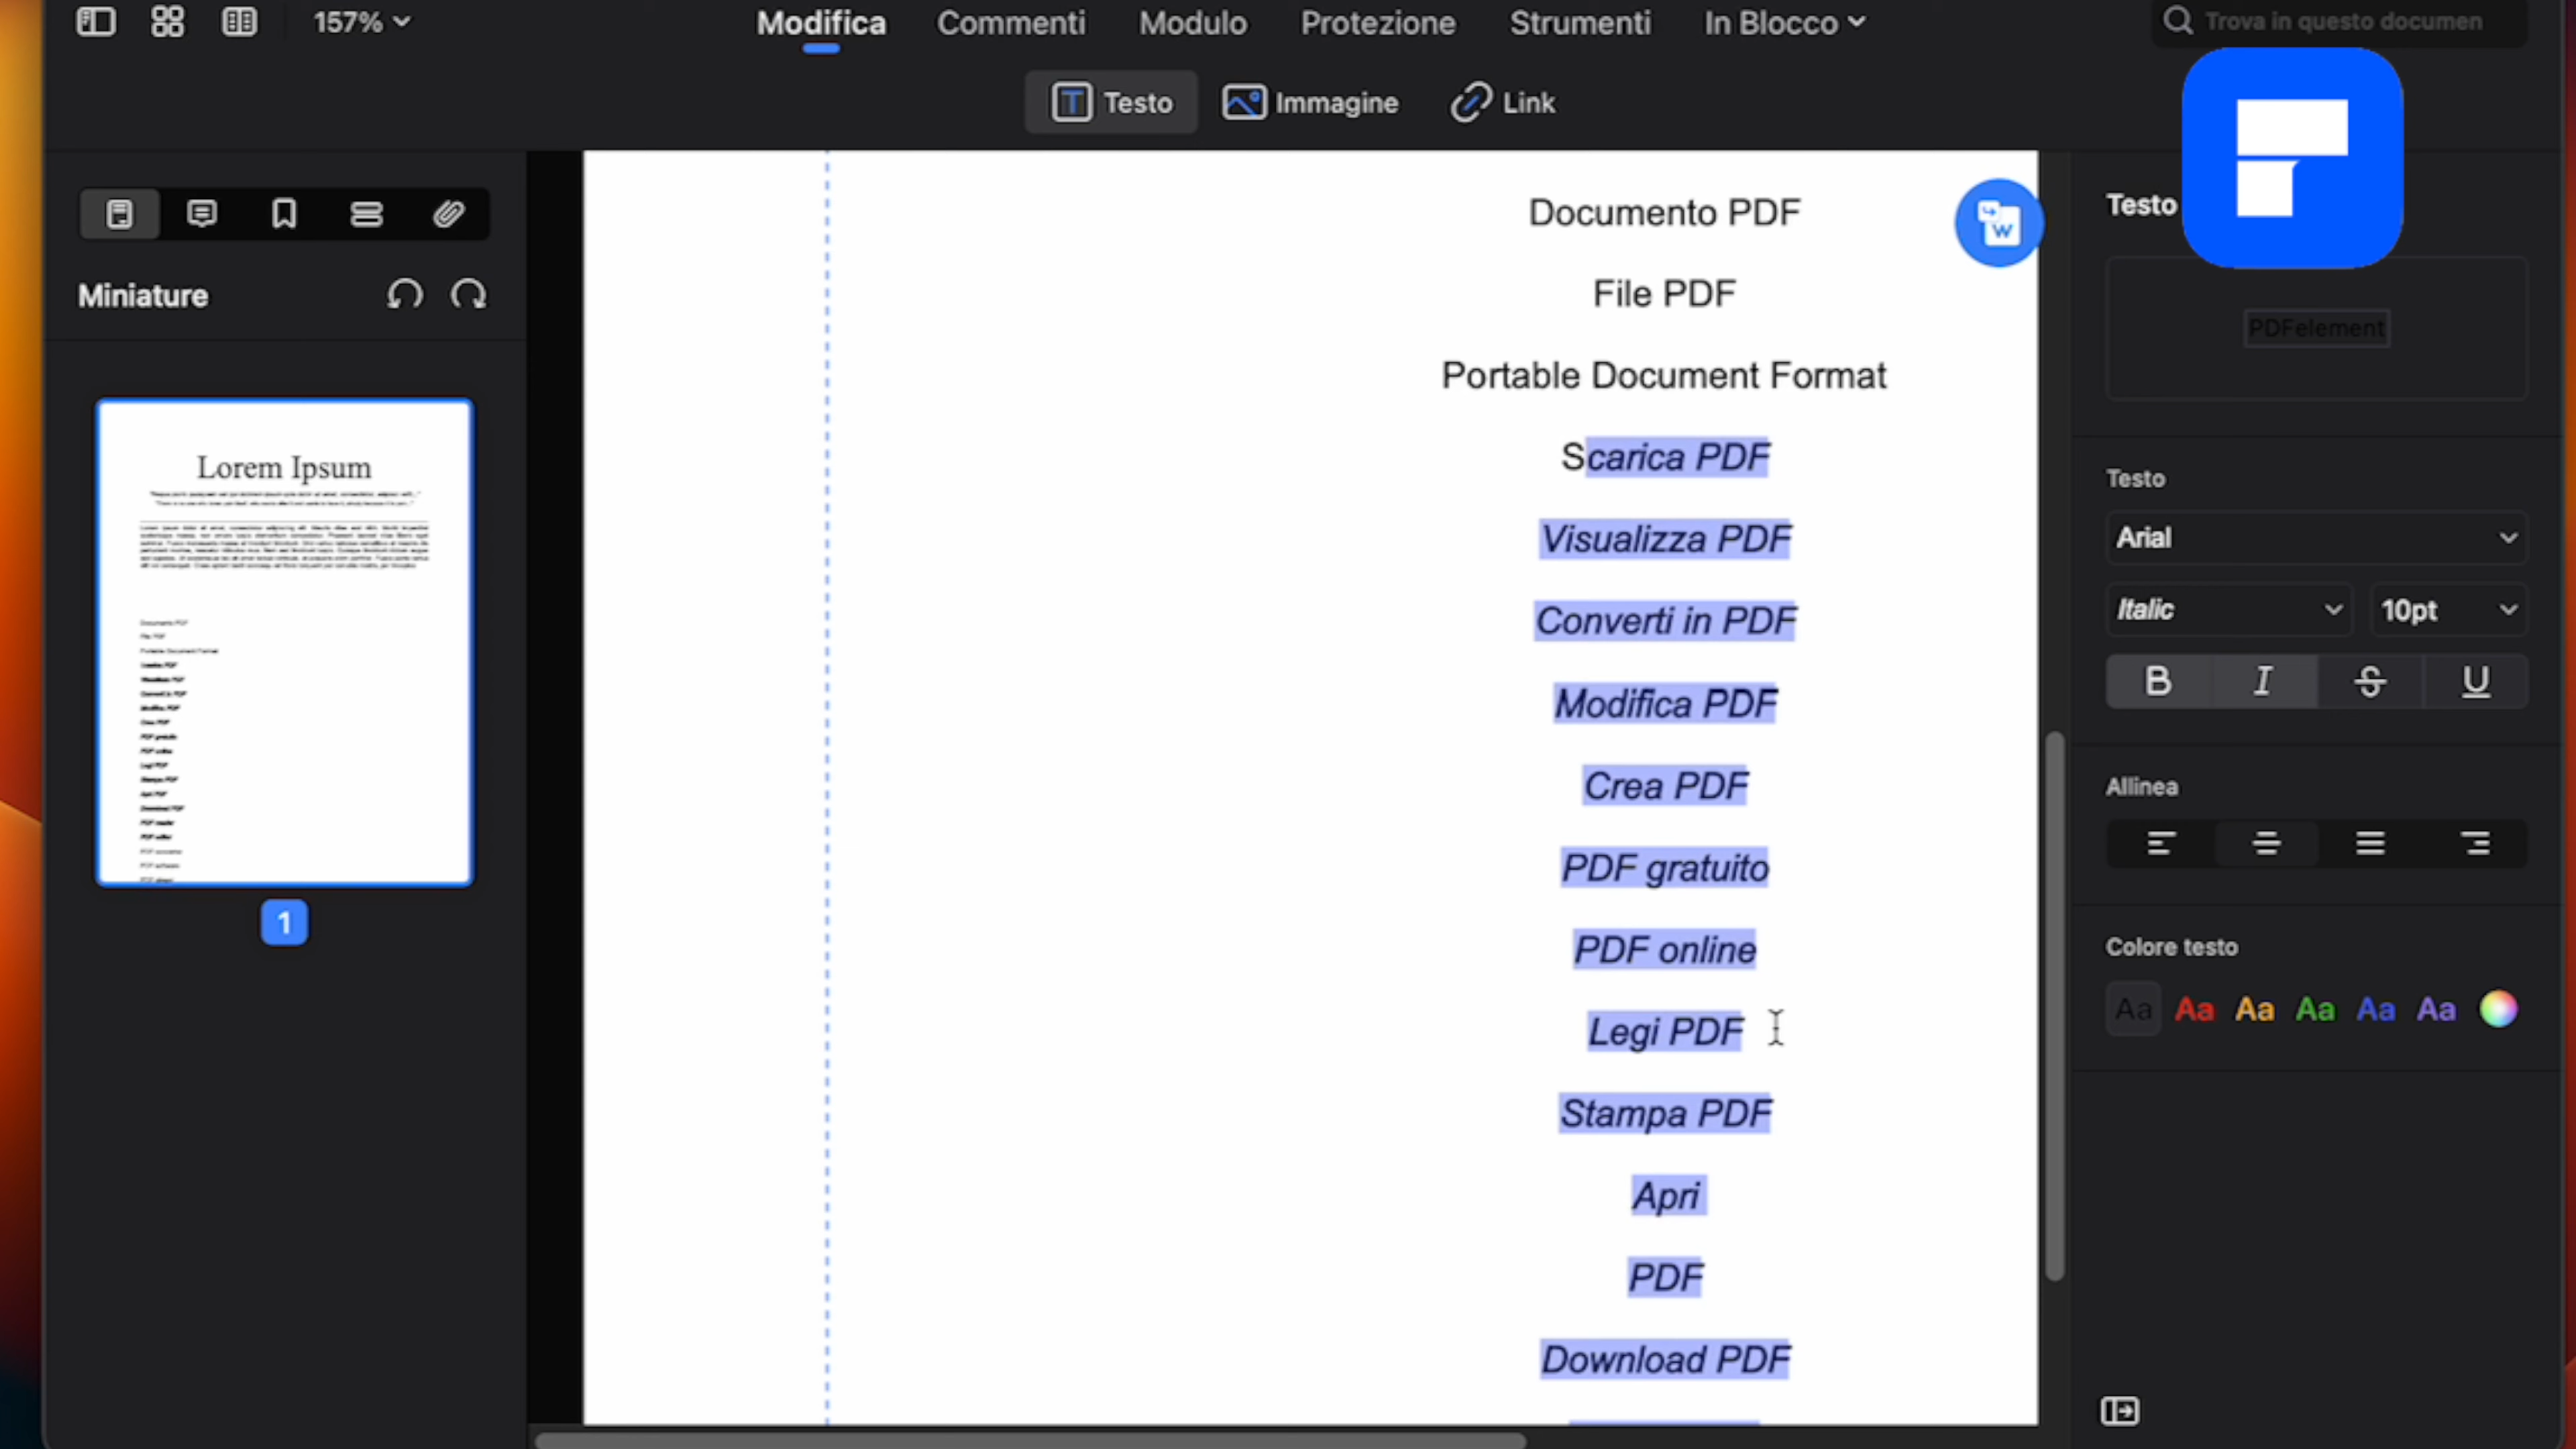 157%
Modifica Commenti Modulo Protezione Strumenti In Blocco
Trova in questo documen
Testo Immagine Link
Miniature
Lorem Ipsum
1
Documento PDF
File PDF
Portable Document Format
Scarica PDF
Visualizza PDF
Converti in PDF
Modifica PDF
Crea PDF
PDF gratuito
PDF online
Legi PDF
Stampa PDF
Apri
PDF
Download PDF
W
Testo
PDFelement
Testo
Arial
Italic 10pt
B I S U
Allinea
Colore testo
Aa Aa Aa Aa Aa Aa